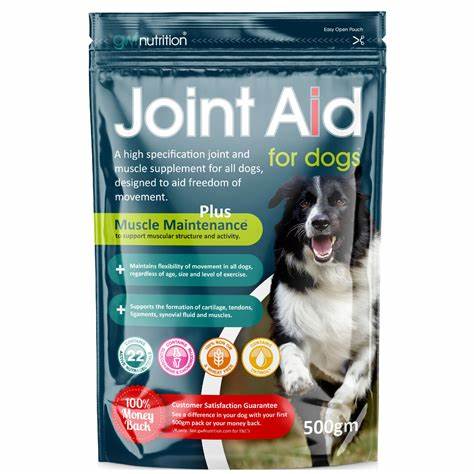 Easy Open Pouch
gwfnutrition®
Joint Aid
for dogs
A high specification joint and
muscle supplement for all dogs,
designed to aid freedom of
movement.
Plus
Muscle Maintenance
to support muscular structure and activity.
+ Maintains flexibility of movement in all dogs,
regardless of age, size and level of exercise.
+ Supports the formation of cartilage, tendons,
ligaments, synovial fluid and muscles.
22
100%
Money
Back
Customer Satisfaction Guarantee
See a difference in your dog with your first
500gm pack or your money back.
500gm